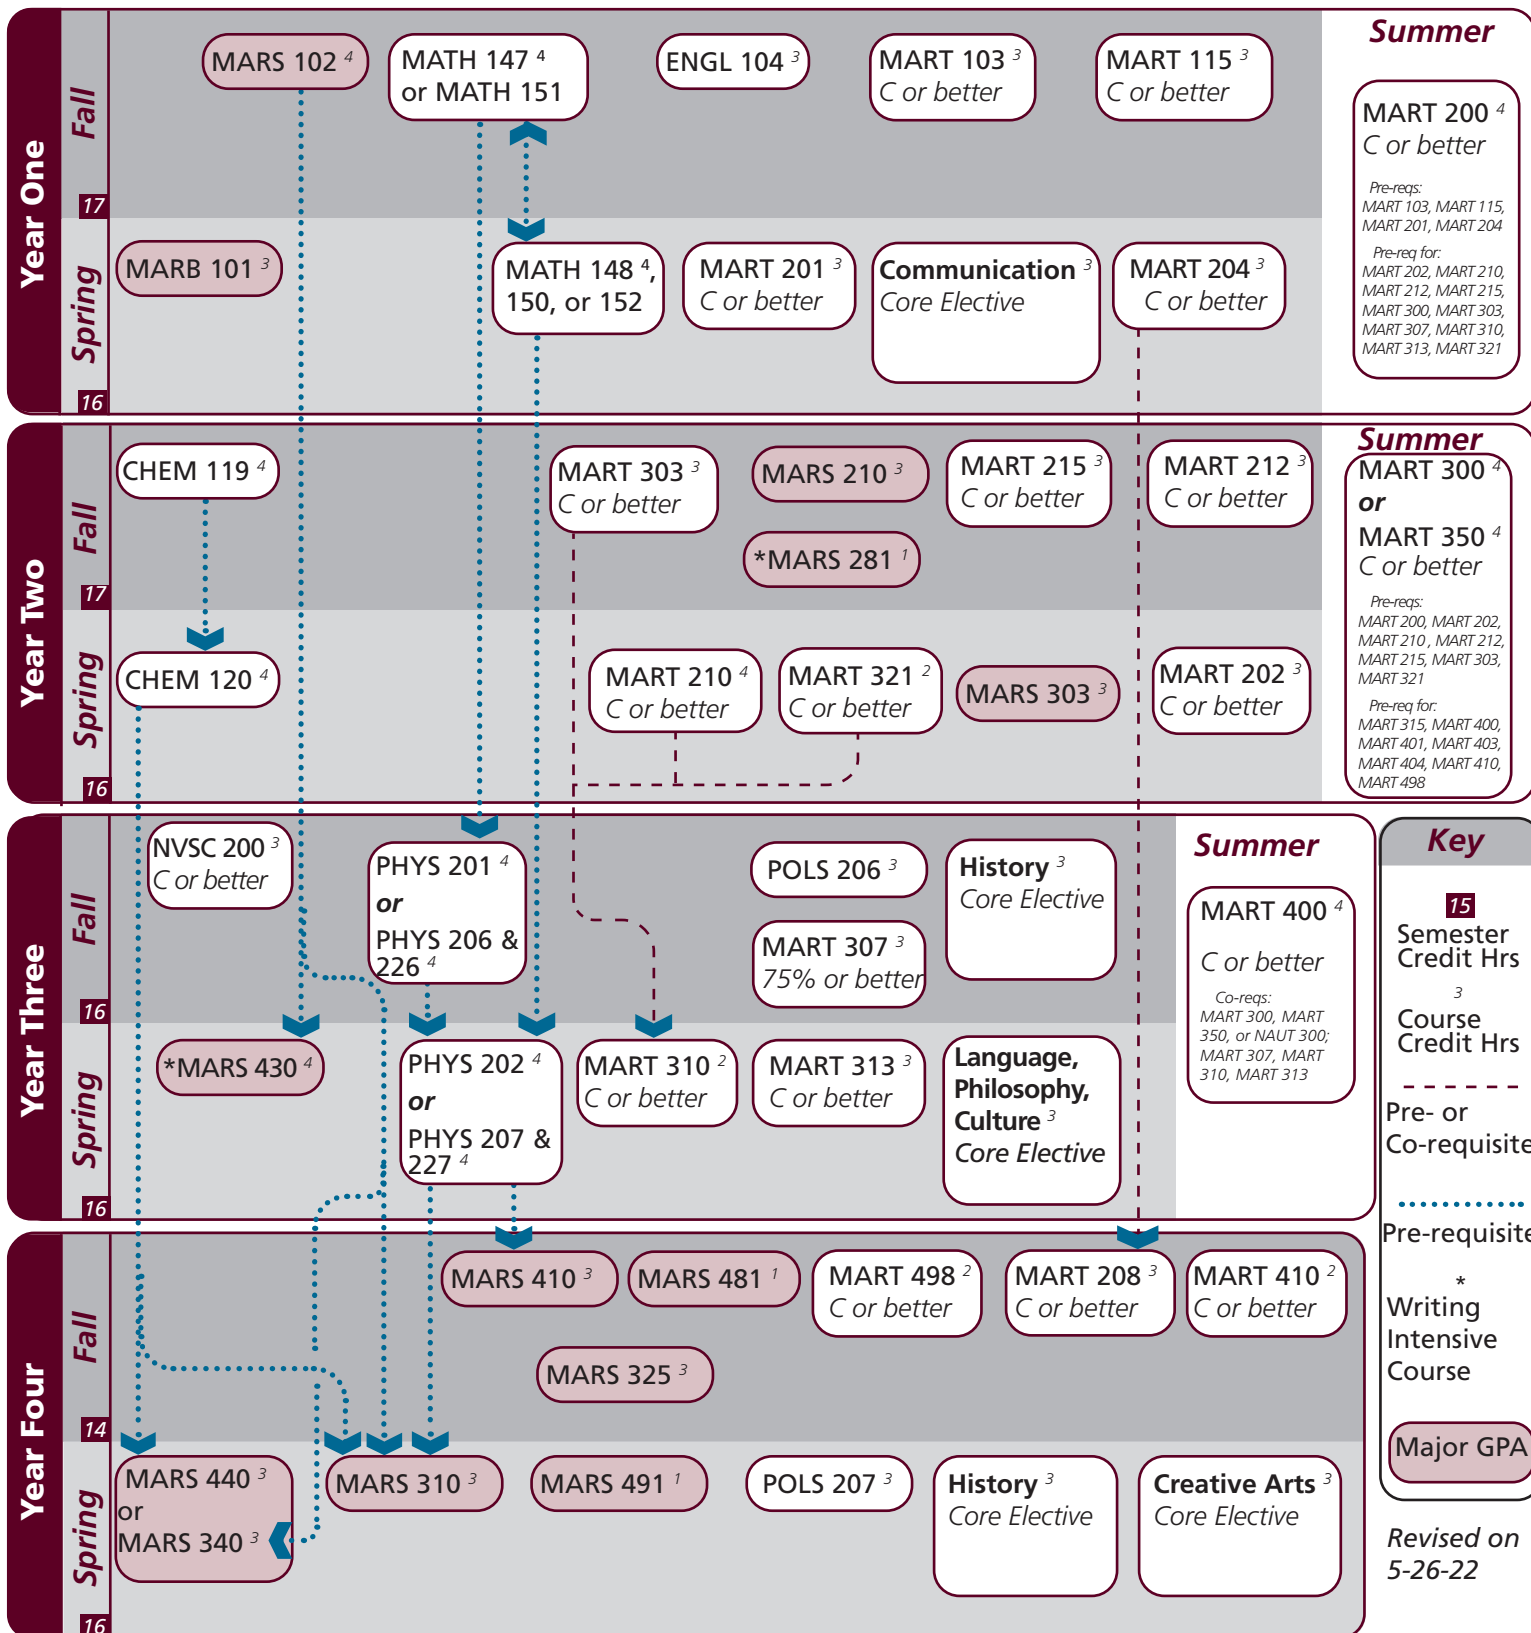 Year One
Fall
17
MARS 102 4
MATH 147 4
or MATH 151
ENGL 104 3
MART 103 3
C or better
MART 115 3
C or better
Summer
MART 200 4
C or better
Pre-reqs:
MART 103, MART 115,
MART 201, MART 204
Pre-req for:
MART 202, MART 210,
MART 212, MART 215,
MART 300, MART 303,
MART 307, MART 310,
MART 313, MART 321
Spring
16
MARB 101 3
MATH 148 4,
150, or 152
MART 201 3
C or better
Communication 3
Core Elective
MART 204 3
C or better
Year Two
Fall
17
CHEM 119 4
MART 303 3
C or better
MARS 210 3
*MARS 281 1
MART 215 3
C or better
MART 212 3
C or better
Summer
MART 300 4
or
MART 350 4
C or better
Pre-reqs:
MART 200, MART 202,
MART 210 , MART 212,
MART 215, MART 303,
MART 321
Pre-req for:
MART 315, MART 400,
MART 401, MART 403,
MART 404, MART 410,
MART 498
Spring
16
CHEM 120 4
MART 210 4
C or better
MART 321 2
C or better
MARS 303 3
MART 202 3
C or better
Year Three
Fall
16
NVSC 200 3
C or better
PHYS 201 4
or
PHYS 206 &
226 4
POLS 206 3
MART 307 3
75% or better
History 3
Core Elective
Summer
MART 400 4
C or better
Co-reqs:
MART 300, MART
350, or NAUT 300;
MART 307, MART
310, MART 313
Spring
16
*MARS 430 4
PHYS 202 4
or
PHYS 207 &
227 4
MART 310 2
C or better
MART 313 3
C or better
Language,
Philosophy,
Culture 3
Core Elective
Year Four
Fall
14
MARS 410 3
MARS 481 1
MARS 325 3
MART 498 2
C or better
MART 208 3
C or better
MART 410 2
C or better
Spring
16
MARS 440 3
or
MARS 340 3
MARS 310 3
MARS 491 1
POLS 207 3
History 3
Core Elective
Creative Arts 3
Core Elective
Key
15
Semester
Credit Hrs
3
Course
Credit Hrs
Pre- or
Co-requisite
Pre-requisite
*
Writing
Intensive
Course
Major GPA
Revised on
5-26-22